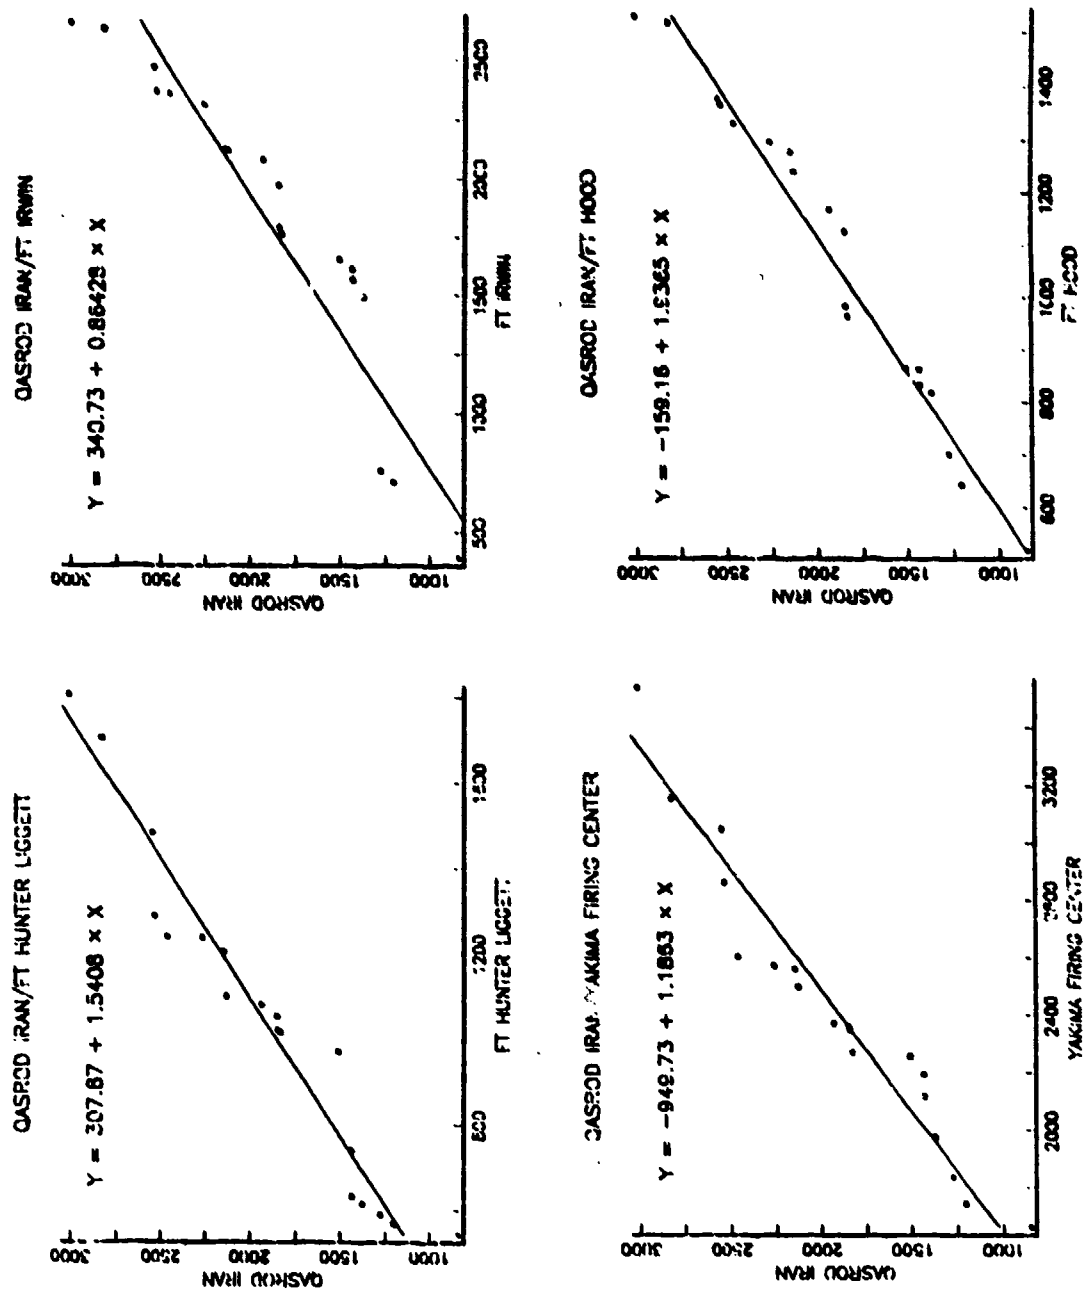 QASROD IRAN/FT HUNTER LIGGETT
Y = 307.87 + 1.5408 × X
QASROD IRAN
3000
2500
2000
1500
1000
800
1200
1600
FT HUNTER LIGGETT
QASROD IRAN/FT IRWIN
Y = 340.73 + 0.86428 × X
QASROD IRAN
3000
2500
2000
1500
1000
500
1000
1500
2000
2500
FT IRWIN
QASROD IRAN/YAKIMA FIRING CENTER
Y = -949.73 + 1.1863 × X
QASROD IRAN
3000
2500
2000
1500
1000
2000
2400
2800
3200
YAKIMA FIRING CENTER
QASROD IRAN/FT HOOD
Y = -159.16 + × X
QASROD IRAN
3000
2500
2000
1500
1000
600
800
1000
1200
1400
FT HOOD